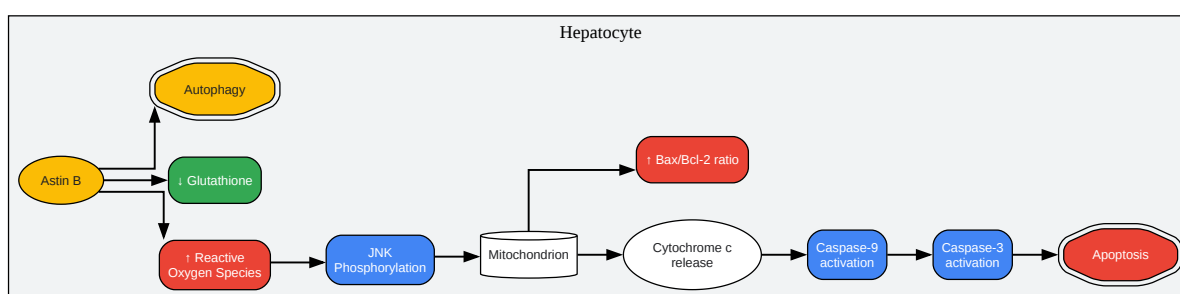 Hepatocyte
Autophagy
Astin B
↓ Glutathione
↑ Bax/Bcl-2 ratio
↑ Reactive
Oxygen Species
JNK
Phosphorylation
Mitochondrion
Cytochrome c
release
Caspase-9
activation
Caspase-3
activation
Apoptosis